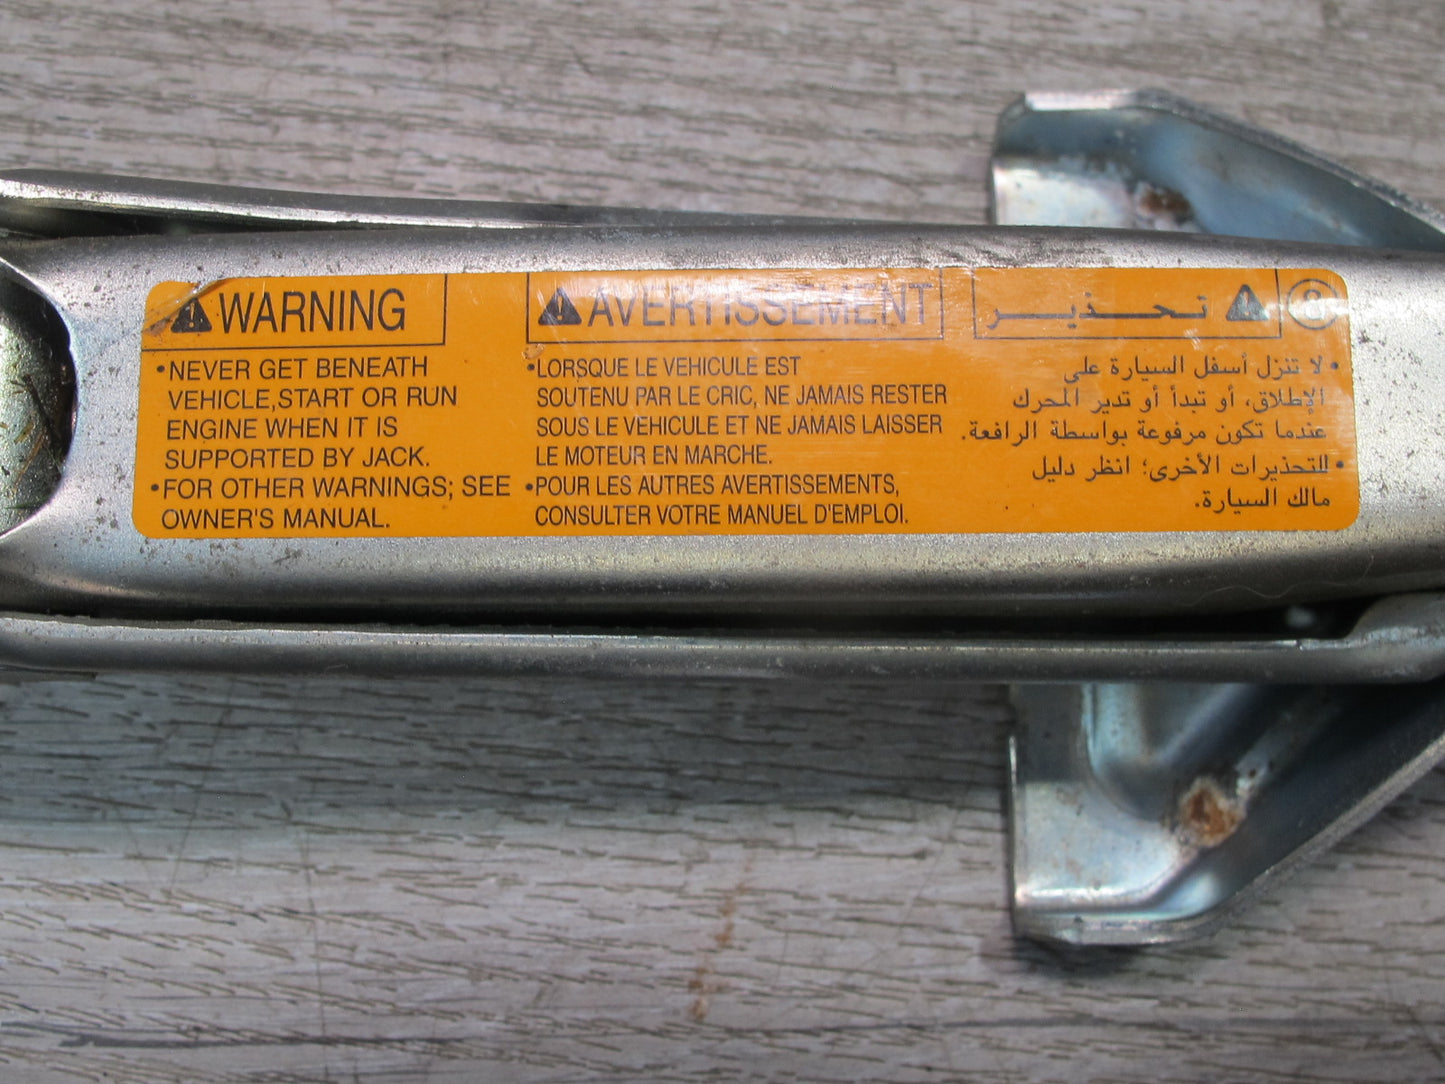 WARNING
•NEVER GET BENEATH
VEHICLE,START OR RUN
ENGINE WHEN IT IS
SUPPORTED BY JACK.
•FOR OTHER WARNINGS; SEE
OWNER'S MANUAL.
AVERTISSEMENT
•LORSQUE LE VEHICULE EST
SOUTENU PAR LE CRIC, NE JAMAIS RESTER
SOUS LE VEHICULE ET NE JAMAIS LAISSER
LE MOTEUR EN MARCHE.
•POUR LES AUTRES AVERTISSEMENTS,
CONSULTER VOTRE MANUEL D'EMPLOI.
تحذير
8
•لا تنزل أسفل السيارة على
الإطلاق، أو تبدأ أو تدير المحرك
عندما تكون مرفوعة بواسطة الرافعة.
•للتحذيرات الأخرى؛ انظر دليل
مالك السيارة.